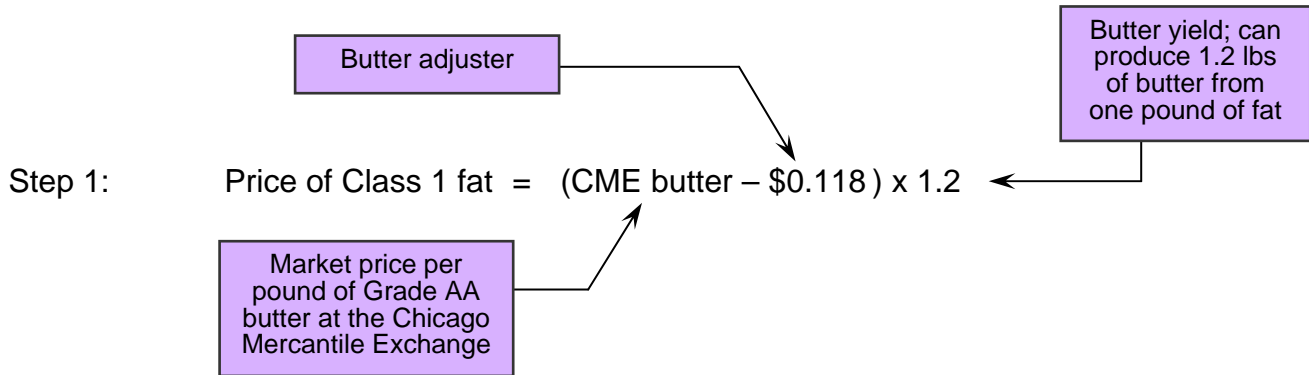 Butter adjuster
Butter yield; can
produce 1.2 lbs
of butter from
one pound of fat
Step 1: Price of Class 1 fat = (CME butter – $0.118 ) x 1.2
Market price per
pound of Grade AA
butter at the Chicago
Mercantile Exchange